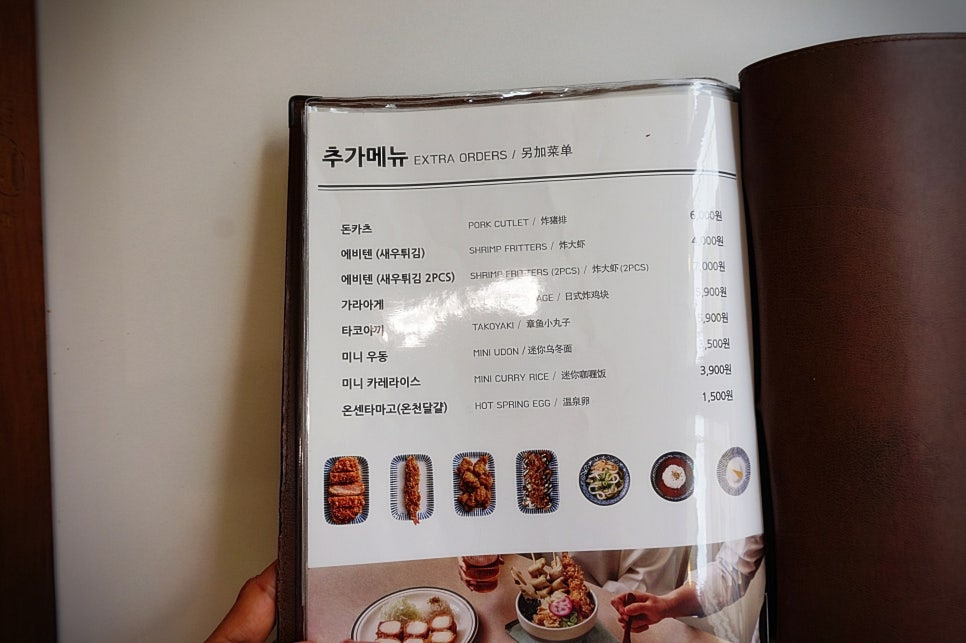 추가메뉴 EXTRA ORDERS / 另加菜单
돈카츠 PORK CUTLET / 炸猪排
에비텐 (새우튀김) SHRIMP FRITTERS / 炸大虾
에비텐 (새우튀김 2PCS) SHRIMP FRITTERS (2PCS) / 炸大虾 (2PCS)
가라아게 / 日式炸鸡块
타코야끼 TAKOYAKI / 章鱼小丸子
미니 우동 MINI UDON / 迷你乌冬面
미니 카레라이스 MINI CURRY RICE / 迷你咖喱饭 3,900원
온센타마고(온천달걀) HOT SPRING EGG / 温泉卵 1,500원